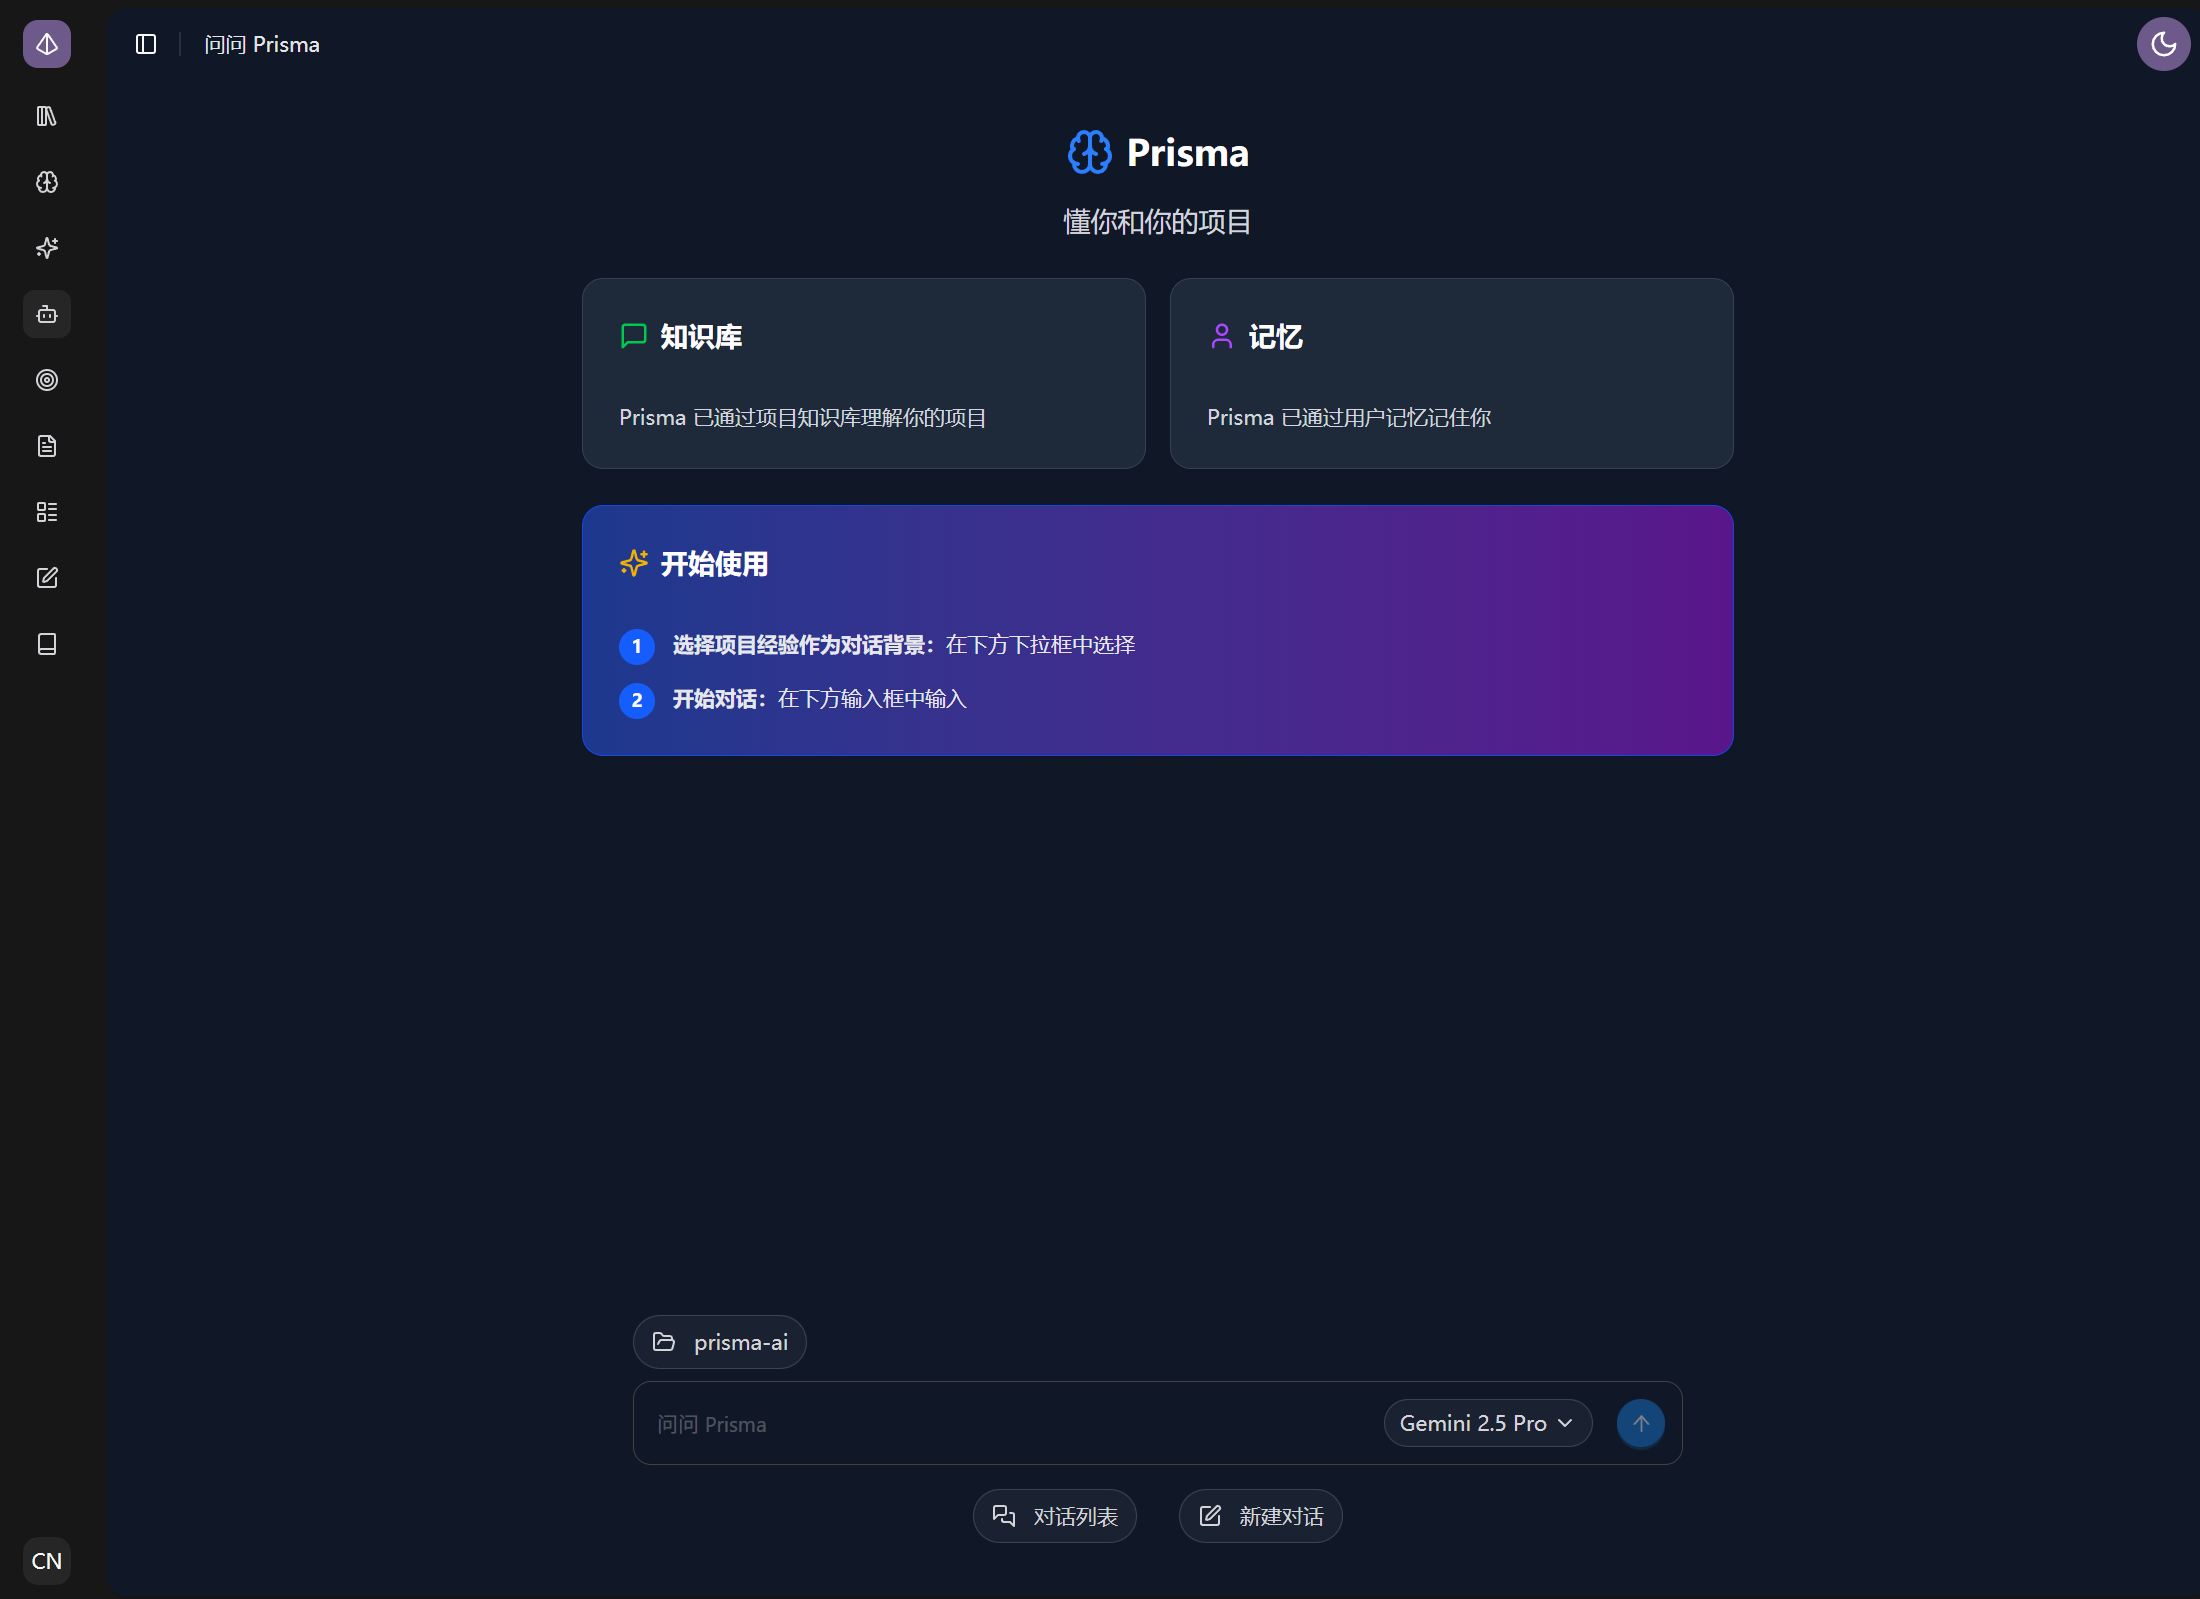 问问 Prisma
Prisma
懂你和你的项目
知识库
Prisma 已通过项目知识库理解你的项目
记忆
Prisma 已通过用户记忆记住你
开始使用
1 选择项目经验作为对话背景：在下方下拉框中选择
2 开始对话：在下方输入框中输入
prisma-ai
问问 Prisma
Gemini 2.5 Pro
对话列表
新建对话
CN